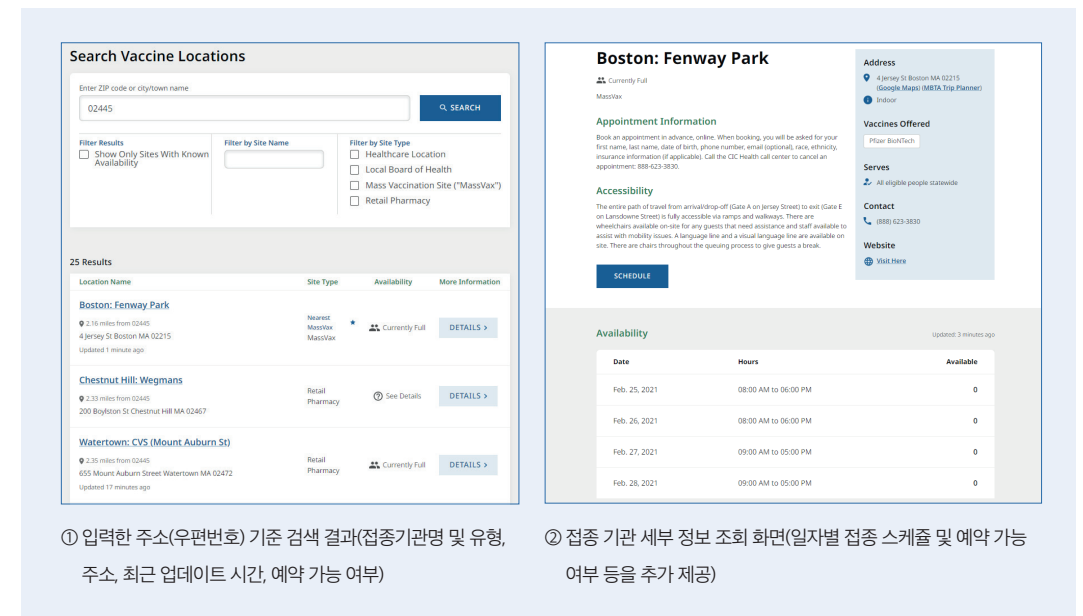 Search Vaccine Locations
Enter ZIP code or city/town name
02445
SEARCH
Filter Results
Show Only Sites With Known
Availability
Filter by Site Name
Filter by Site Type
Healthcare Location
Local Board of Health
Mass Vaccination Site ("MassVax")
Retail Pharmacy
25 Results
Location Name Site Type Availability More Information
Boston: Fenway Park
2.16 miles from 02445
4 Jersey St Boston MA 02215
Updated 1 minute ago
Nearest
MassVax
MassVax
Currently Full
DETAILS >
Chestnut Hill: Wegmans
2.33 miles from 02445
200 Boylston St Chestnut Hill MA 02467
Retail
Pharmacy
See Details
DETAILS >
Watertown: CVS (Mount Auburn St)
2.35 miles from 02445
655 Mount Auburn Street Watertown MA 02472
Updated 17 minutes ago
Retail
Pharmacy
Currently Full
DETAILS >
① 입력한 주소(우편번호) 기준 검색 결과(접종기관명 및 유형,
주소, 최근 업데이트 시간, 예약 가능 여부)
Boston: Fenway Park
Currently Full
MassVax
Appointment Information
Book an appointment in advance, online. When booking, you will be asked for your
first name, last name, date of birth, phone number, email (optional), race, ethnicity,
insurance information (if applicable). Call the CIC Health call center to cancel an
appointment: 888-623-3830.
Accessibility
The entire path of travel from arrival/drop-off (Gate A on Jersey Street) to exit (Gate E
on Lansdowne Street) is fully accessible via ramps and walkways. There are
wheelchairs available on-site for any guests that need assistance and staff available to
assist with mobility issues. A language line and a visual language line are available on
site. There are chairs throughout the queuing process to give guests a break.
SCHEDULE
Address
4 Jersey St Boston MA 02215
(Google Maps) (MBTA Trip Planner)
Indoor
Vaccines Offered
Pfizer BioNTech
Serves
All eligible people statewide
Contact
(888) 623-3830
Website
Visit Here
Availability
Updated: 3 minutes ago
Date Hours Available
Feb. 25, 2021 08:00 AM to 06:00 PM 0
Feb. 26, 2021 08:00 AM to 06:00 PM 0
Feb. 27, 2021 09:00 AM to 05:00 PM 0
Feb. 28, 2021 09:00 AM to 05:00 PM 0
② 접종 기관 세부 정보 조회 화면(일자별 접종 스케쥴 및 예약 가능
여부 등을 추가 제공)